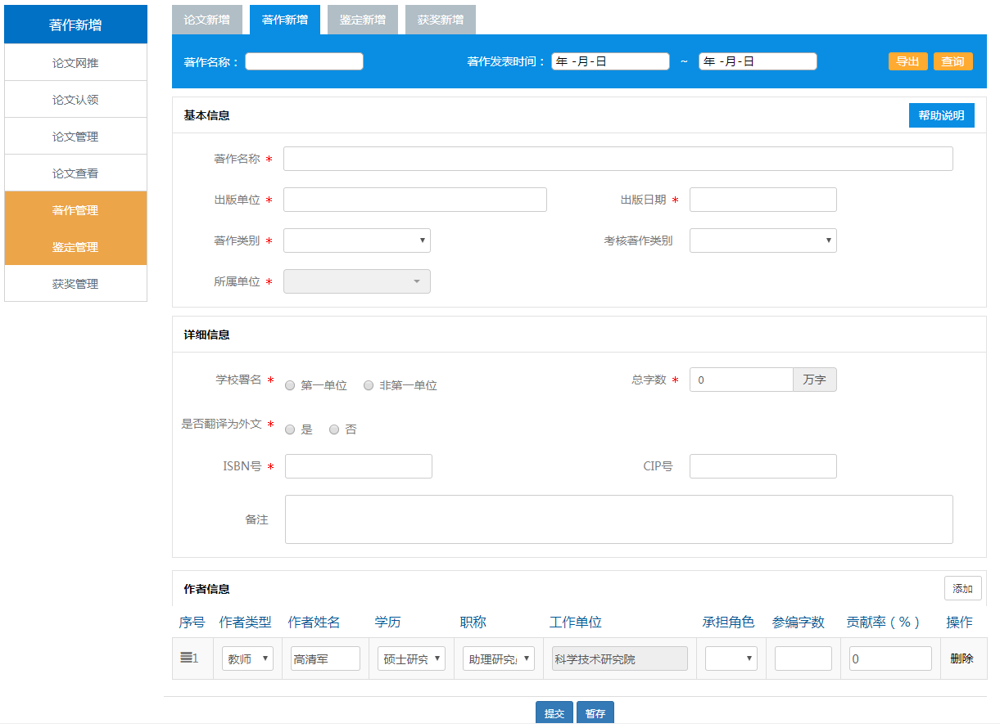 著作新增
论文网推
论文认领
论文管理
论文查看
著作管理
鉴定管理
获奖管理
论文新增 著作新增 鉴定新增 获奖新增
著作名称： 著作发表时间： 年 -月-日 ~ 年 -月-日 导出 查询
基本信息 帮助说明
著作名称 *
出版单位 * 出版日期 *
著作类别 * 考核著作类别
所属单位 *
详细信息
学校署名 * 第一单位 非第一单位 总字数 * 0 万字
是否翻译为外文 * 是 否
ISBN号 * CIP号
备注
作者信息 添加
序号 作者类型 作者姓名 学历 职称 工作单位 承担角色 参编字数 贡献率（%） 操作
1 教师 高清军 硕士研究 助理研究 科学技术研究院 0 删除
提交 暂存